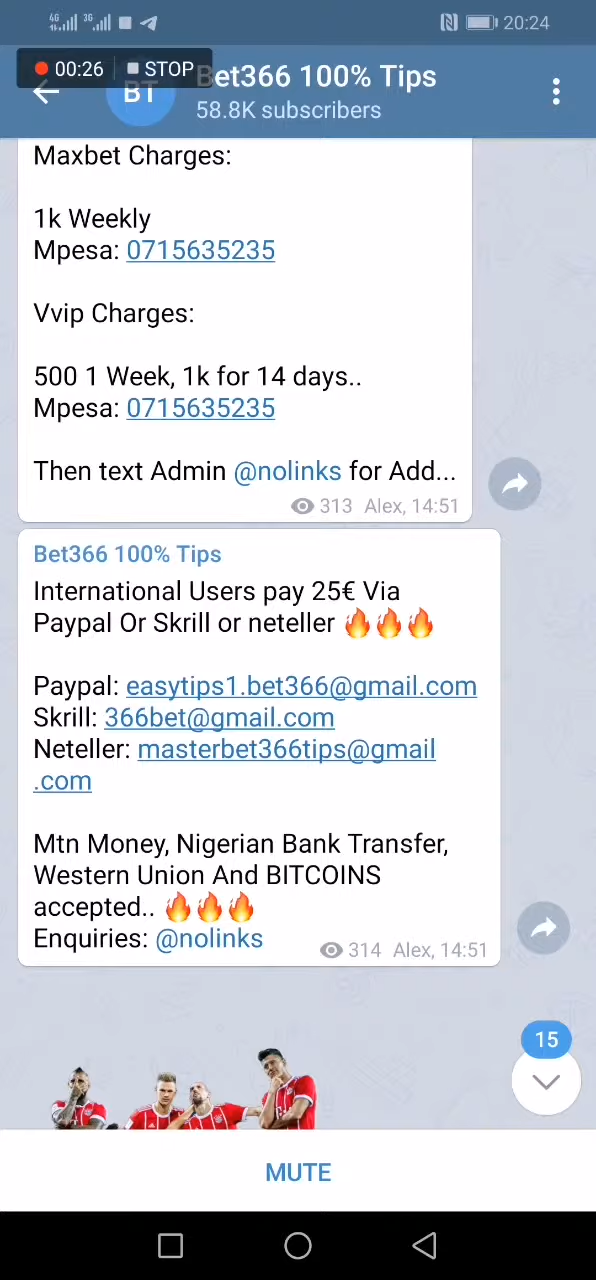 4G 3G 20:24
00:26 STOP
BT Bet366 100% Tips
58.8K subscribers
Maxbet Charges:
1k Weekly
Mpesa: 0715635235
Vvip Charges:
500 1 Week, 1k for 14 days..
Mpesa: 0715635235
Then text Admin @nolinks for Add...
313 Alex, 14:51
Bet366 100% Tips
International Users pay 25€ Via
Paypal Or Skrill or neteller 🔥🔥🔥
Paypal: easytips1.bet366@gmail.com
Skrill: 366bet@gmail.com
Neteller: masterbet366tips@gmail
.com
Mtn Money, Nigerian Bank Transfer,
Western Union And BITCOINS
accepted.. 🔥🔥🔥
Enquiries: @nolinks 314 Alex, 14:51
15
MUTE